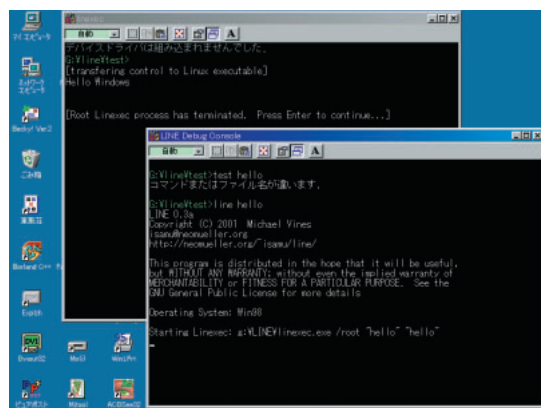 マイ コンピュータ
ネットワーク
コンピュータ
Becky! Ver.2
ごみ箱
Borland C++
English
Dvaout32
Win2Prt
ACDSee32
Linexec
自動
デバイスドライバは組み込まれませんでした.
G:¥line¥test>
[transfering control to Linux executable]
Hello Windows
[Root Linexec process has terminated. Press Enter to continue...]
LINE Debug Console
自動
G:¥line¥test>test hello
コマンドまたはファイル名が違います.
G:¥line¥test>line hello
LINE 0.3a
Copyright (C) 2001 Michael Vines
isamu@neomueller.org
http://neomueller.org/~isamu/line/
This program is distributed in the hope that it will be useful,
but WITHOUT ANY WARRANTY; without even the implied warranty of
MERCHANTABILITY or FITNESS FOR A PARTICULAR PURPOSE. See the
GNU General Public License for more details
Operating System: Win98
Starting Linexec: g:¥LINE¥linexec.exe /root "hello" "hello"